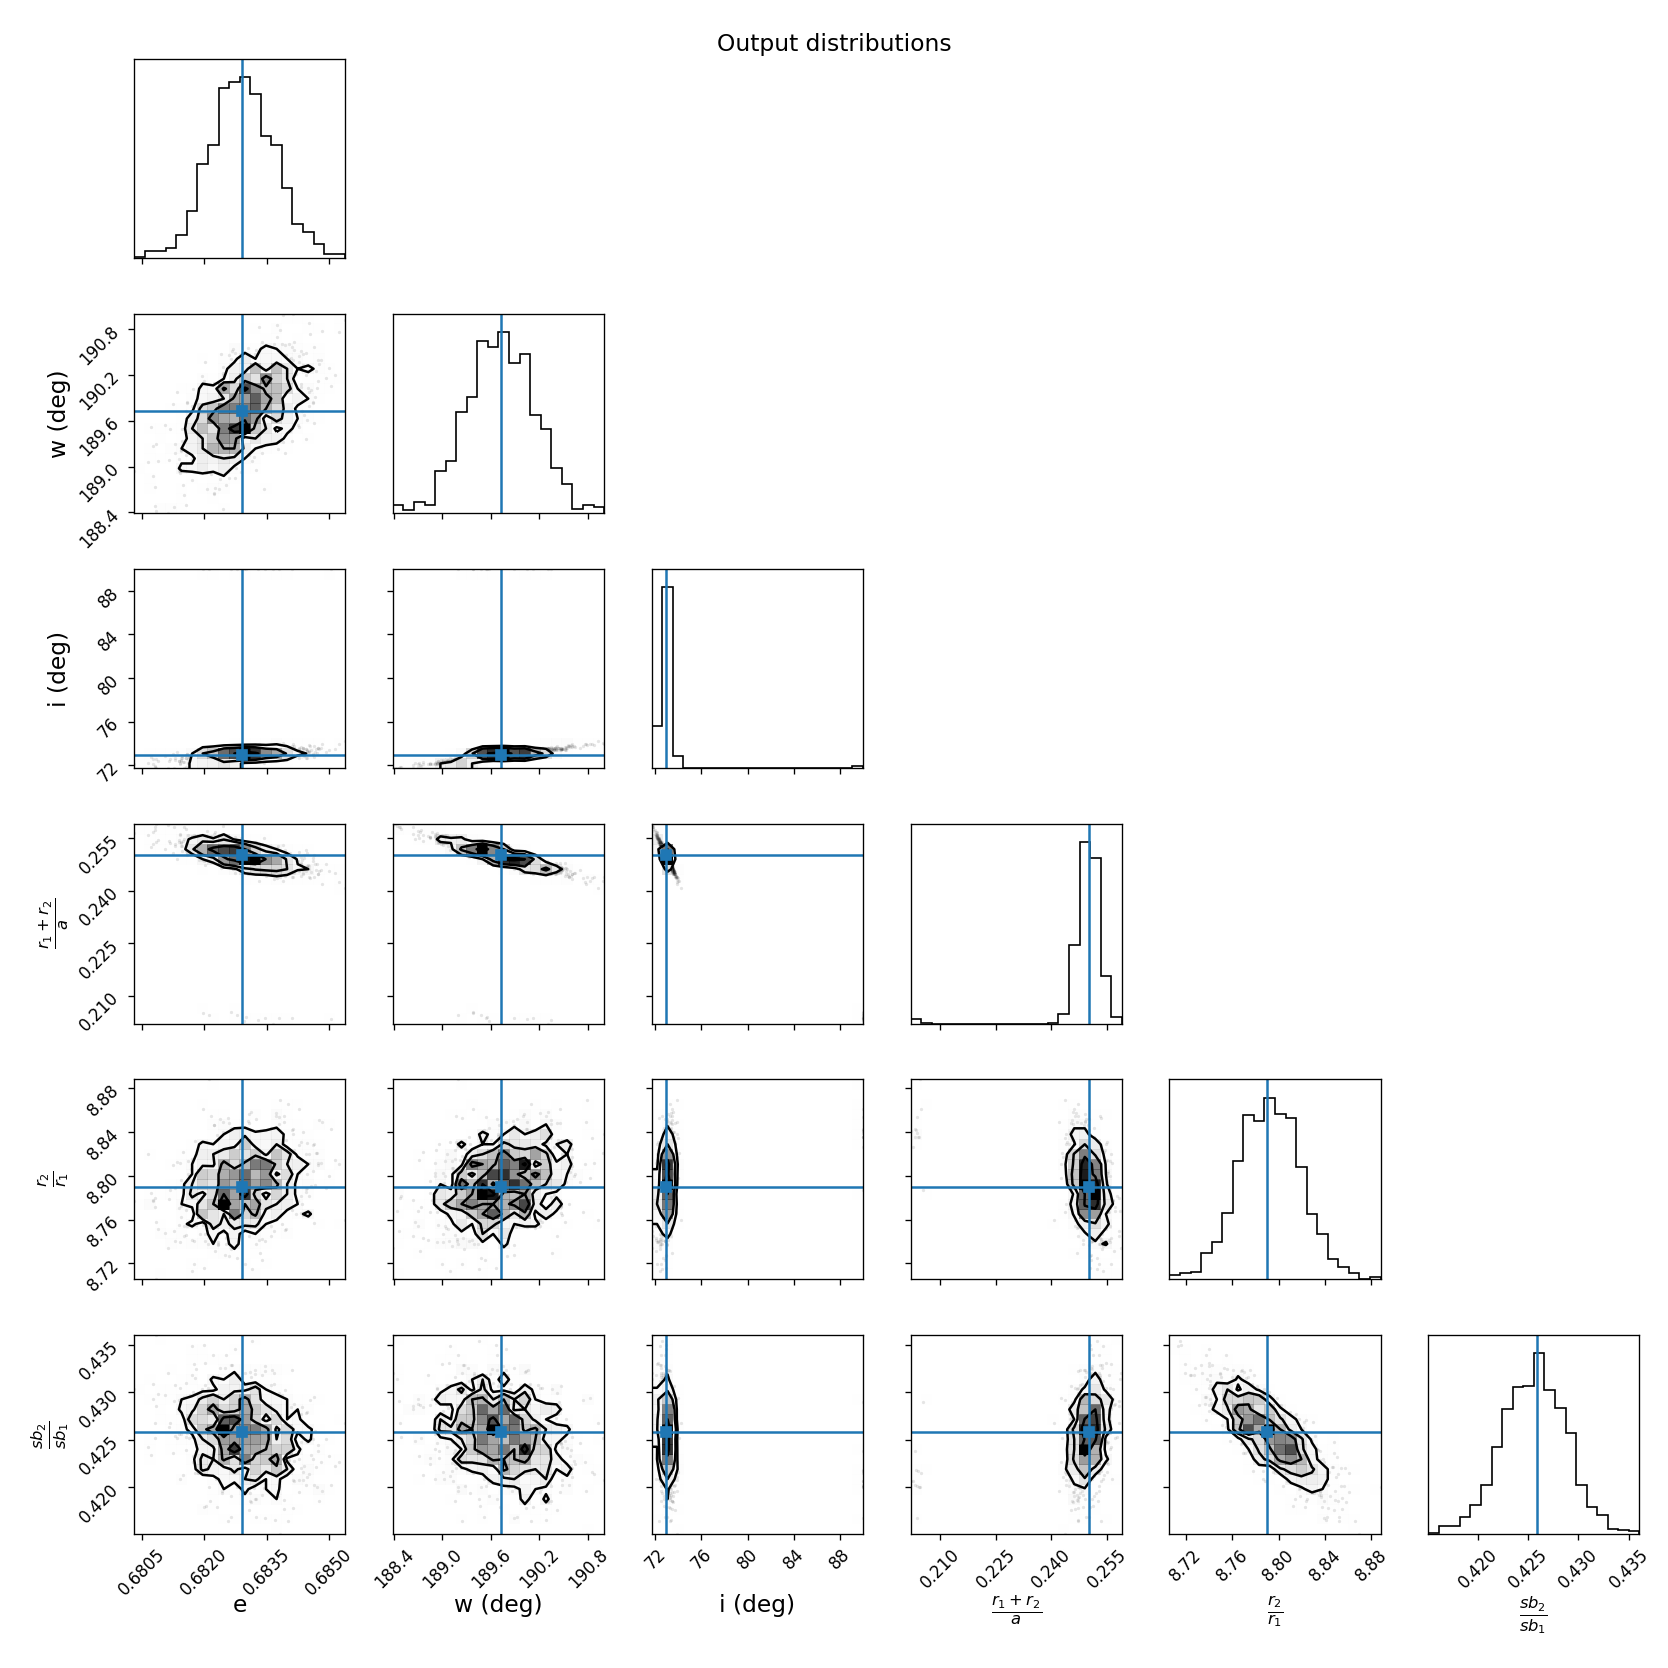 Output distributions
w (deg)
190.8
190.2
189.6
189.0
188.4
i (deg)
88
84
80
76
72
r₁ + r₂
a
0.255
0.240
0.225
0.210
r₂
r₁
8.88
8.84
8.80
8.76
8.72
sb₂
sb₁
0.435
0.430
0.425
0.420
0.6805 0.6820 0.6835 0.6850
188.4 189.0 189.6 190.2 190.8
72 76 80 84 88
0.210 0.225 0.240 0.255
8.72 8.76 8.80 8.84 8.88
0.420 0.425 0.430 0.435
e
w (deg)
i (deg)
r₁ + r₂
a
r₂
r₁
sb₂
sb₁